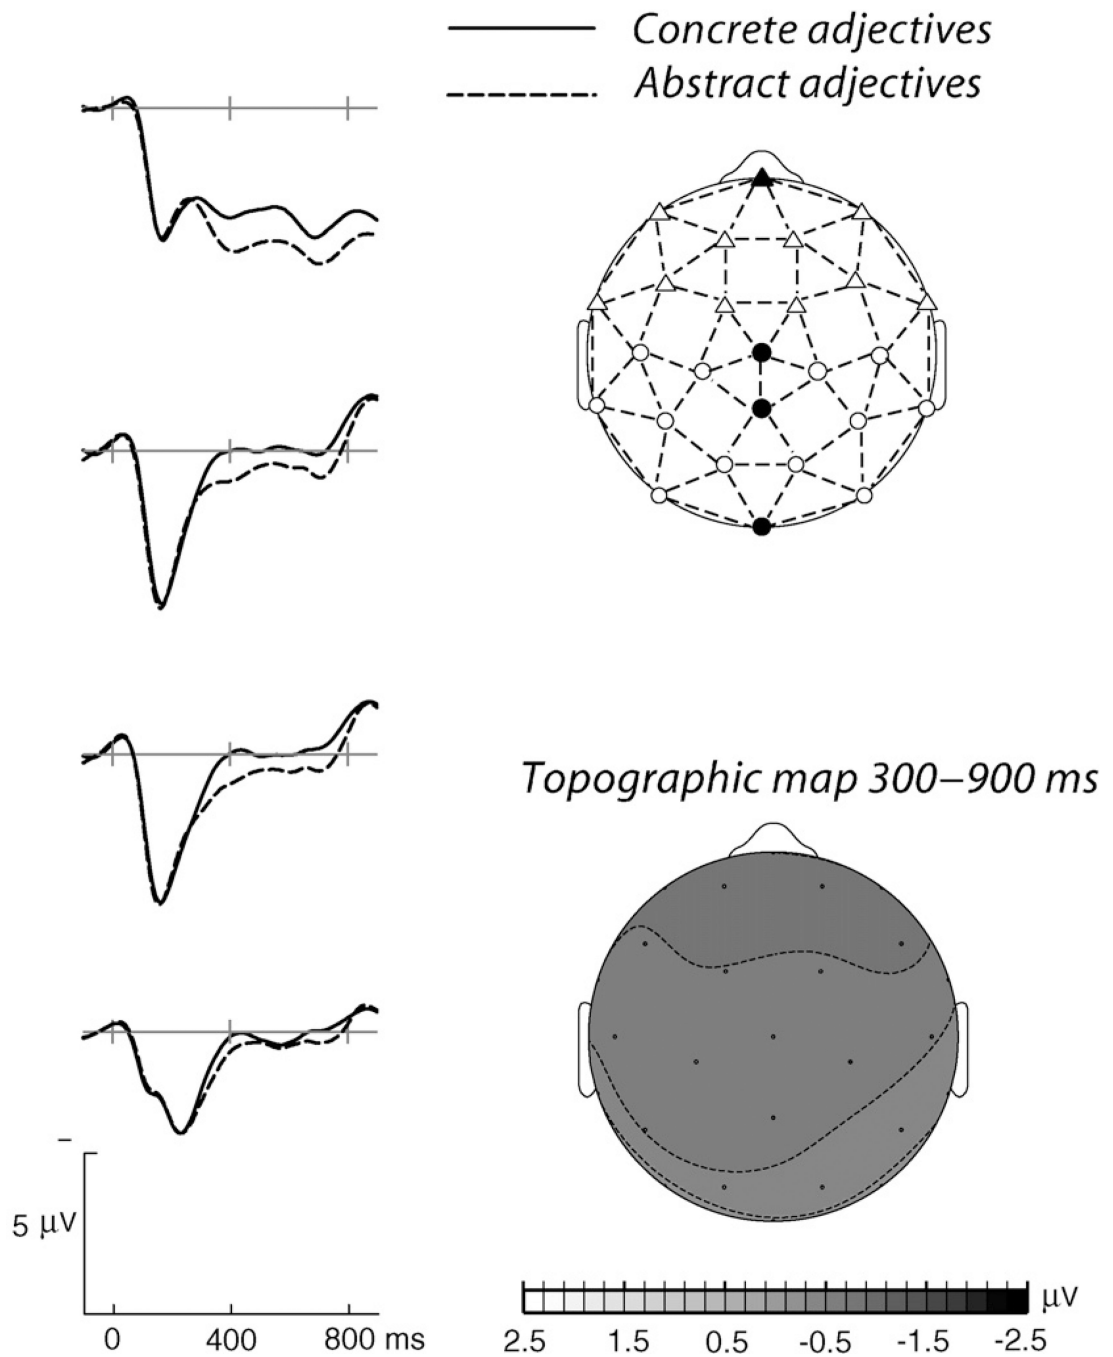 Concrete adjectives
Abstract adjectives
Topographic map 300–900 ms
–
5 μV
0 400 800 ms
2.5 1.5 0.5 -0.5 -1.5 -2.5 μV